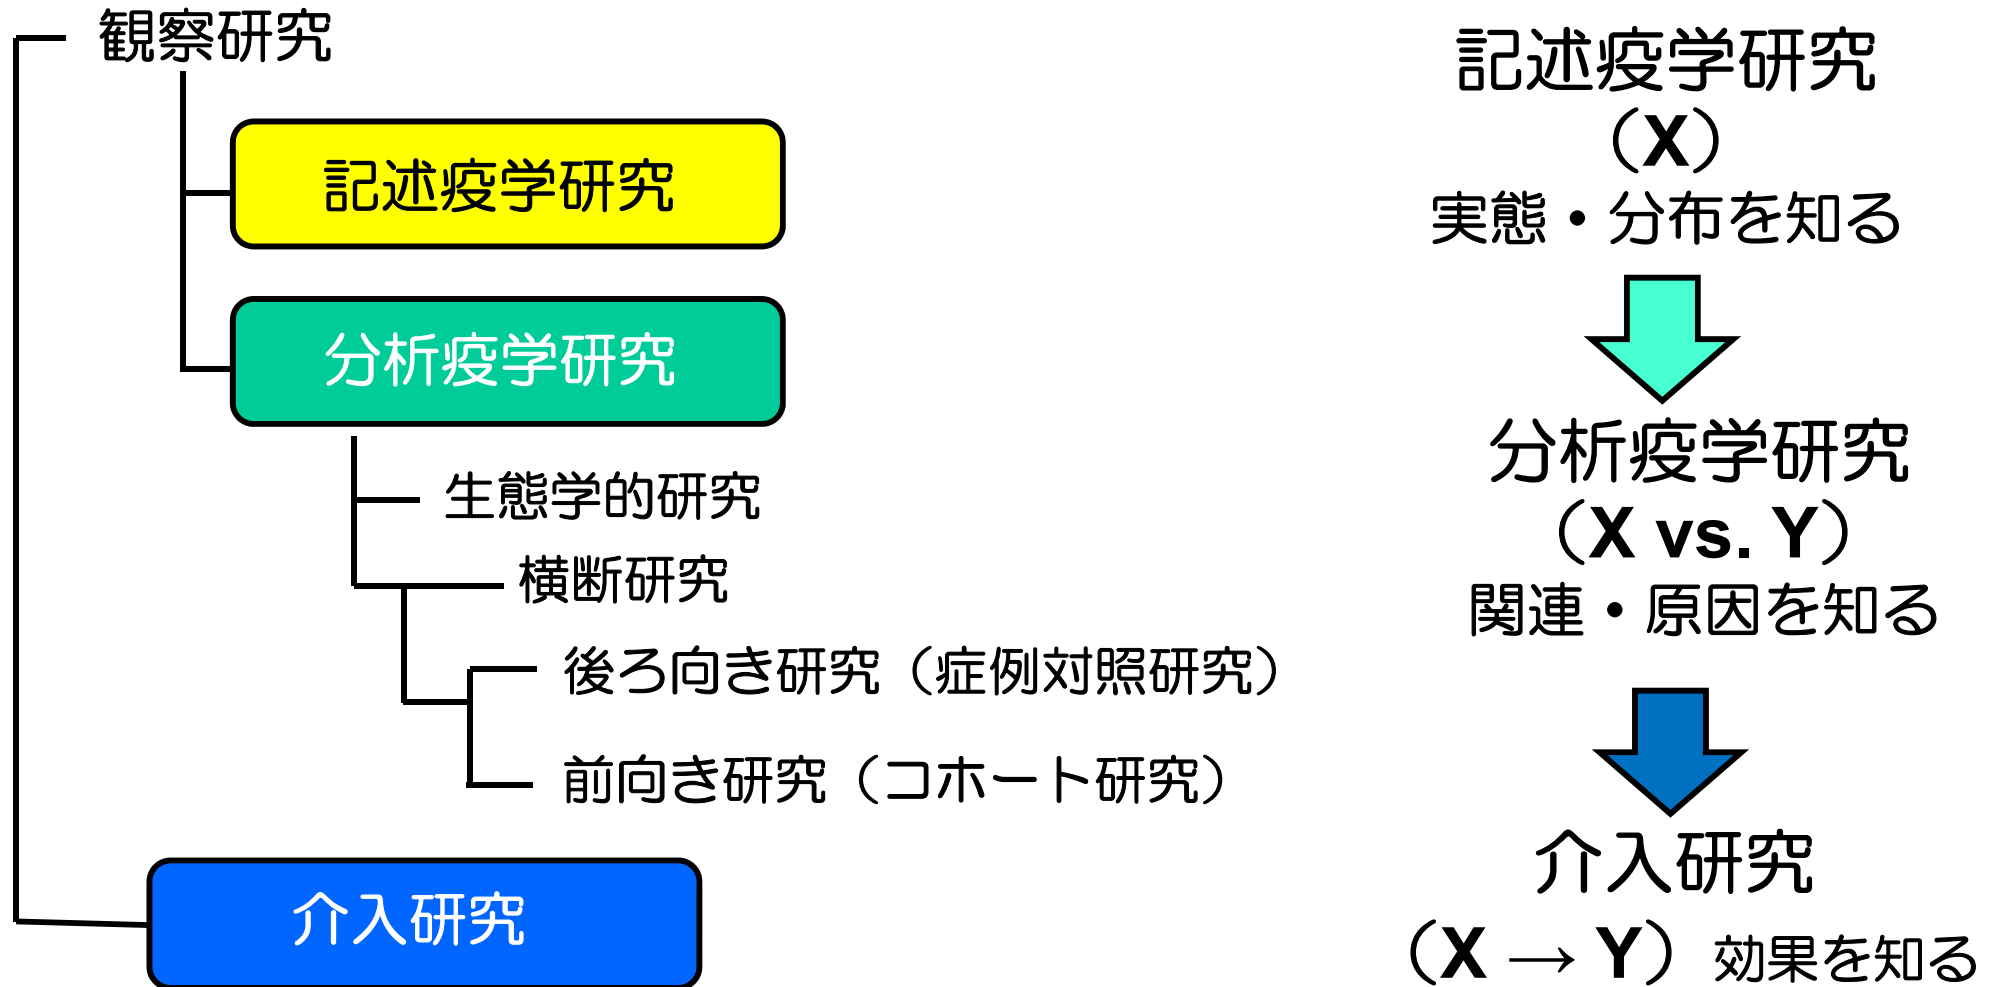 観察研究
記述疫学研究
分析疫学研究
生態学的研究
横断研究
後ろ向き研究（症例対照研究）
前向き研究（コホート研究）
介入研究
記述疫学研究
（X）
実態・分布を知る
分析疫学研究
（X vs. Y）
関連・原因を知る
介入研究
（X → Y） 効果を知る